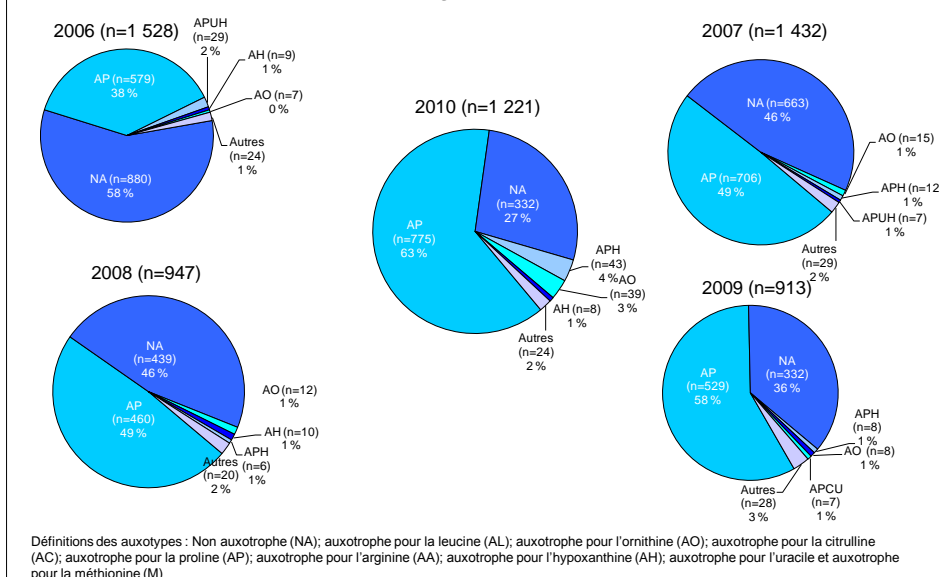 2006 (n=1 528)
AP (n=579)
38 %
APUH
(n=29)
2 %
AH (n=9)
1 %
AO (n=7)
0 %
Autres
(n=24)
1 %
NA (n=880)
58 %
2007 (n=1 432)
NA (n=663)
46 %
AO (n=15)
1 %
APH (n=12
1 %
APUH (n=7)
1 %
Autres
(n=29)
2 %
AP (n=706)
49 %
2010 (n=1 221)
NA
(n=332)
27 %
APH
(n=43)
4 %
AO
(n=39)
3 %
AH (n=8)
1 %
Autres
(n=24)
2 %
AP
(n=775)
63 %
2008 (n=947)
NA
(n=439)
46 %
AO (n=12)
1 %
AH (n=10)
1 %
APH
(n=6)
1%
Autres
(n=20)
2 %
AP
(n=460)
49 %
2009 (n=913)
NA
(n=332)
36 %
APH
(n=8)
1 %
AO (n=8)
1 %
APCU
(n=7)
1 %
Autres
(n=28)
3 %
AP
(n=529)
58 %
Définitions des auxotypes : Non auxotrophe (NA); auxotrophe pour la leucine (AL); auxotrophe pour l'ornithine (AO); auxotrophe pour la citrulline
(AC); auxotrophe pour la proline (AP); auxotrophe pour l'arginine (AA); auxotrophe pour l'hypoxanthine (AH); auxotrophe pour l'uracile et auxotrophe
pour la méthionine (M)